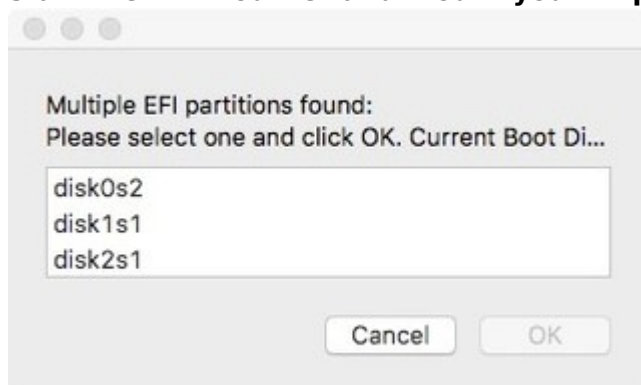 Multiple EFI partitions found:
Please select one and click OK. Current Boot Di...
disk0s2
disk1s1
disk2s1
Cancel OK